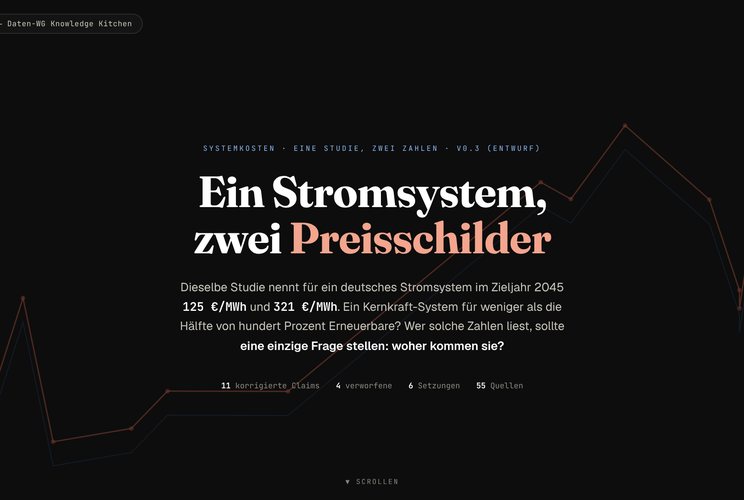 - Daten-WG Knowledge Kitchen
SYSTEMKOSTEN · EINE STUDIE, ZWEI ZAHLEN · V0.3 (ENTWURF)
Ein Stromsystem,
zwei Preisschilder
Dieselbe Studie nennt für ein deutsches Stromsystem im Zieljahr 2045
125 €/MWh und 321 €/MWh. Ein Kernkraft-System für weniger als die
Hälfte von hundert Prozent Erneuerbare? Wer solche Zahlen liest, sollte
eine einzige Frage stellen: woher kommen sie?
11 korrigierte Claims 4 verworfene 6 Setzungen 55 Quellen
▼ SCROLLEN